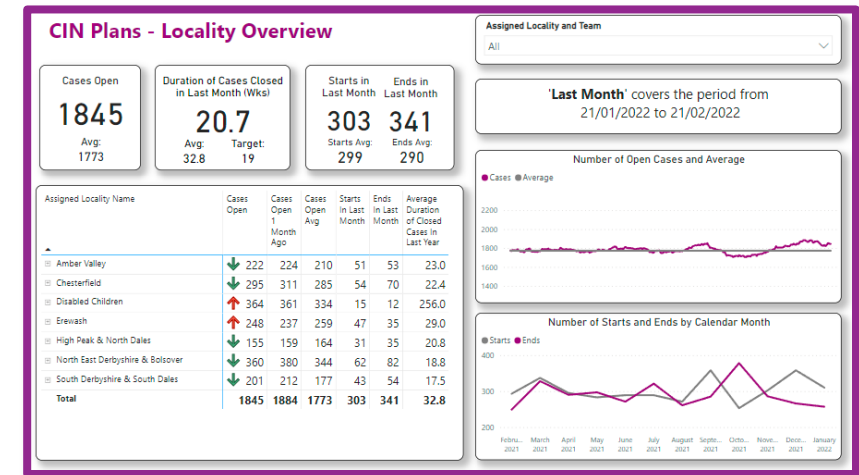 CIN Plans - Locality Overview
Assigned Locality and Team
All
Cases Open
1845
Avg:
1773
Duration of Cases Closed
in Last Month (Wks)
20.7
Avg: Target:
32.8 19
Starts in Ends in
Last Month Last Month
303 341
Starts Avg: Ends Avg:
299 290
'Last Month' covers the period from
21/01/2022 to 21/02/2022
Assigned Locality Name Cases Open Cases Open 1 Month Ago Cases Open Avg Starts In Last Month Ends in Last Month Average Duration of Closed Cases In Last Year
Amber Valley 222 224 210 51 53 23.0
Chesterfield 295 311 285 54 70 22.4
Disabled Children 364 361 334 15 12 256.0
Erewash 248 237 259 47 35 29.0
High Peak & North Dales 155 159 164 31 35 20.8
North East Derbyshire & Bolsover 360 380 344 62 82 18.8
South Derbyshire & South Dales 201 212 177 43 54 17.5
Total 1845 1884 1773 303 341 32.8
Number of Open Cases and Average
Cases Average
2200
2000
1800
1600
1400
Number of Starts and Ends by Calendar Month
Starts Ends
400
300
200
Febru... March April May June July August Septe... Octo... Nove... Dece... January
2021 2021 2021 2021 2021 2021 2021 2021 2021 2021 2021 2022